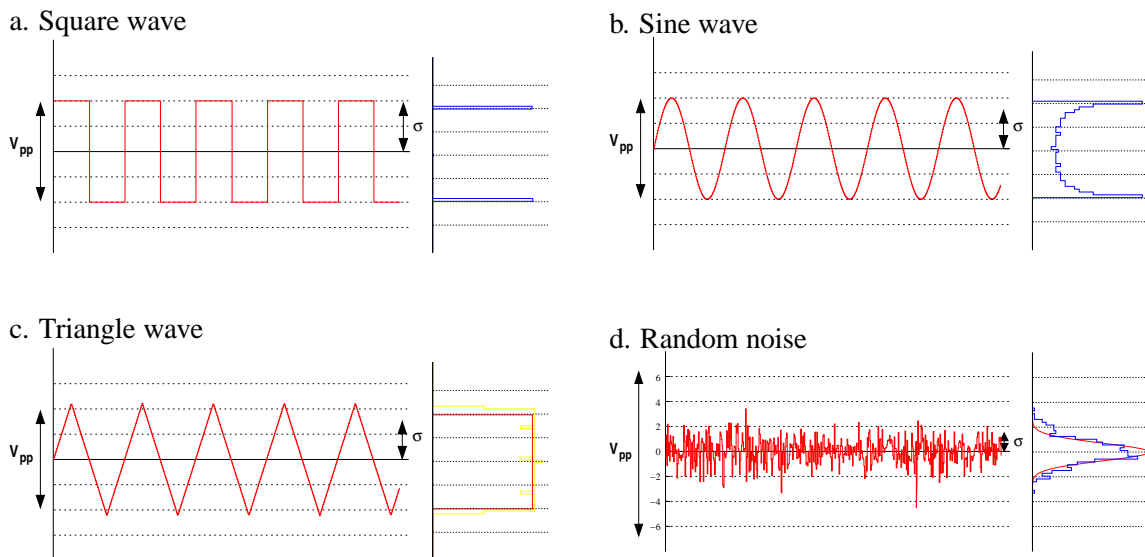 a. Square wave
V_pp
σ
b. Sine wave
V_pp
σ
c. Triangle wave
V_pp
σ
d. Random noise
6
4
2
0
−2
−4
−6
V_pp
σ